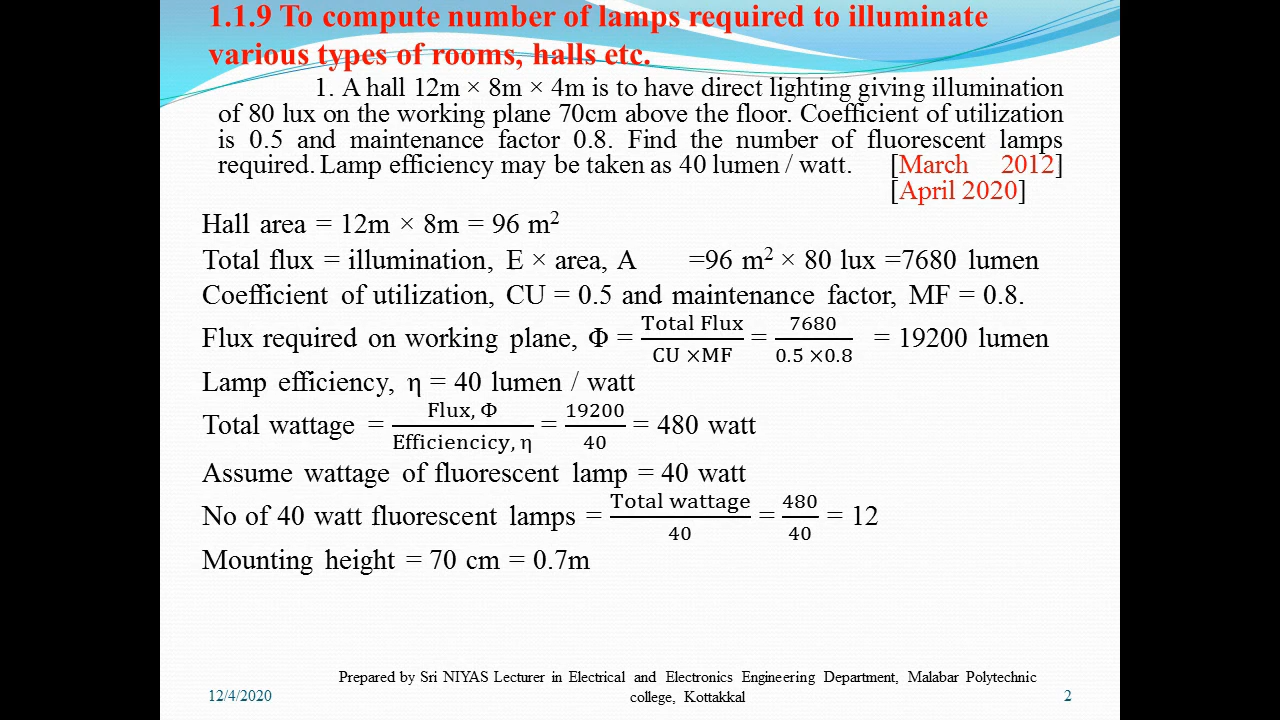 1.1.9 To compute number of lamps required to illuminate
various types of rooms, halls etc.
1. A hall 12m × 8m × 4m is to have direct lighting giving illumination
of 80 lux on the working plane 70cm above the floor. Coefficient of utilization
is 0.5 and maintenance factor 0.8. Find the number of fluorescent lamps
required. Lamp efficiency may be taken as 40 lumen / watt. [March 2012]
[April 2020]
Hall area = 12m × 8m = 96 m²
Total flux = illumination, E × area, A =96 m² × 80 lux =7680 lumen
Coefficient of utilization, CU = 0.5 and maintenance factor, MF = 0.8.
Flux required on working plane, Φ = Total Flux / CU ×MF = 7680 / 0.5 ×0.8 = 19200 lumen
Lamp efficiency, η = 40 lumen / watt
Total wattage = Flux, Φ / Efficiencicy, η = 19200 / 40 = 480 watt
Assume wattage of fluorescent lamp = 40 watt
No of 40 watt fluorescent lamps = Total wattage / 40 = 480 / 40 = 12
Mounting height = 70 cm = 0.7m
Prepared by Sri NIYAS Lecturer in Electrical and Electronics Engineering Department, Malabar Polytechnic
12/4/2020 college, Kottakkal 2